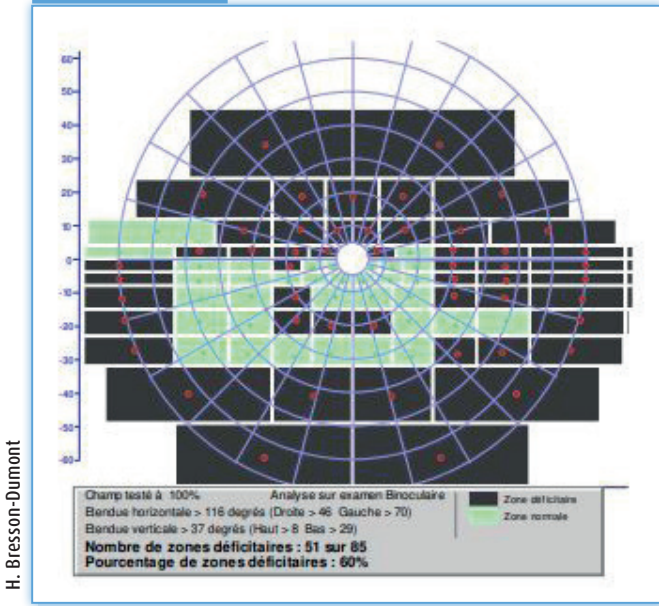 60
50
40
30
20
10
0
-10
-20
-30
-40
-50
-60
Champ testé à 100% Analyse sur examen Binoculaire
Etendue horizontale > 116 degrés (Droite > 46 Gauche > 70)
Etendue verticale > 37 degrés (Haut > 8 Bas > 29)
Nombre de zones déficitaires : 51 sur 85
Pourcentage de zones déficitaires : 60%
Zone déficitaire
Zone normale
H. Bresson-Dumont